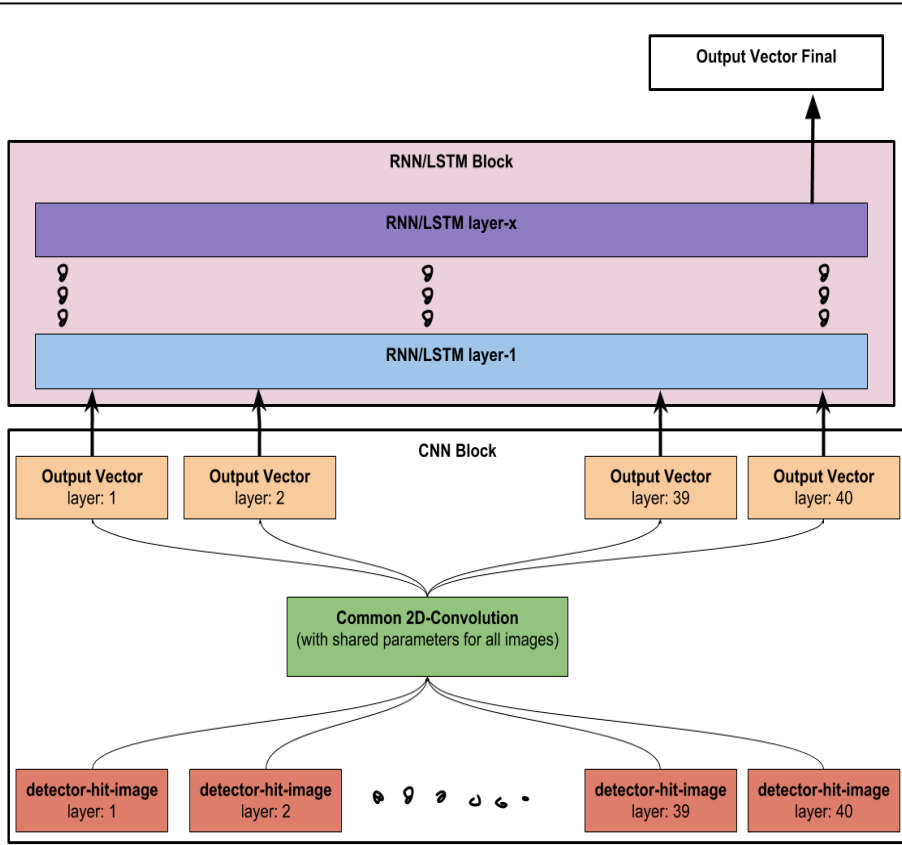 Output Vector Final
RNN/LSTM Block
RNN/LSTM layer-x
RNN/LSTM layer-1
CNN Block
Output Vector
layer: 1
Output Vector
layer: 2
Output Vector
layer: 39
Output Vector
layer: 40
Common 2D-Convolution
(with shared parameters for all images)
detector-hit-image
layer: 1
detector-hit-image
layer: 2
detector-hit-image
layer: 39
detector-hit-image
layer: 40